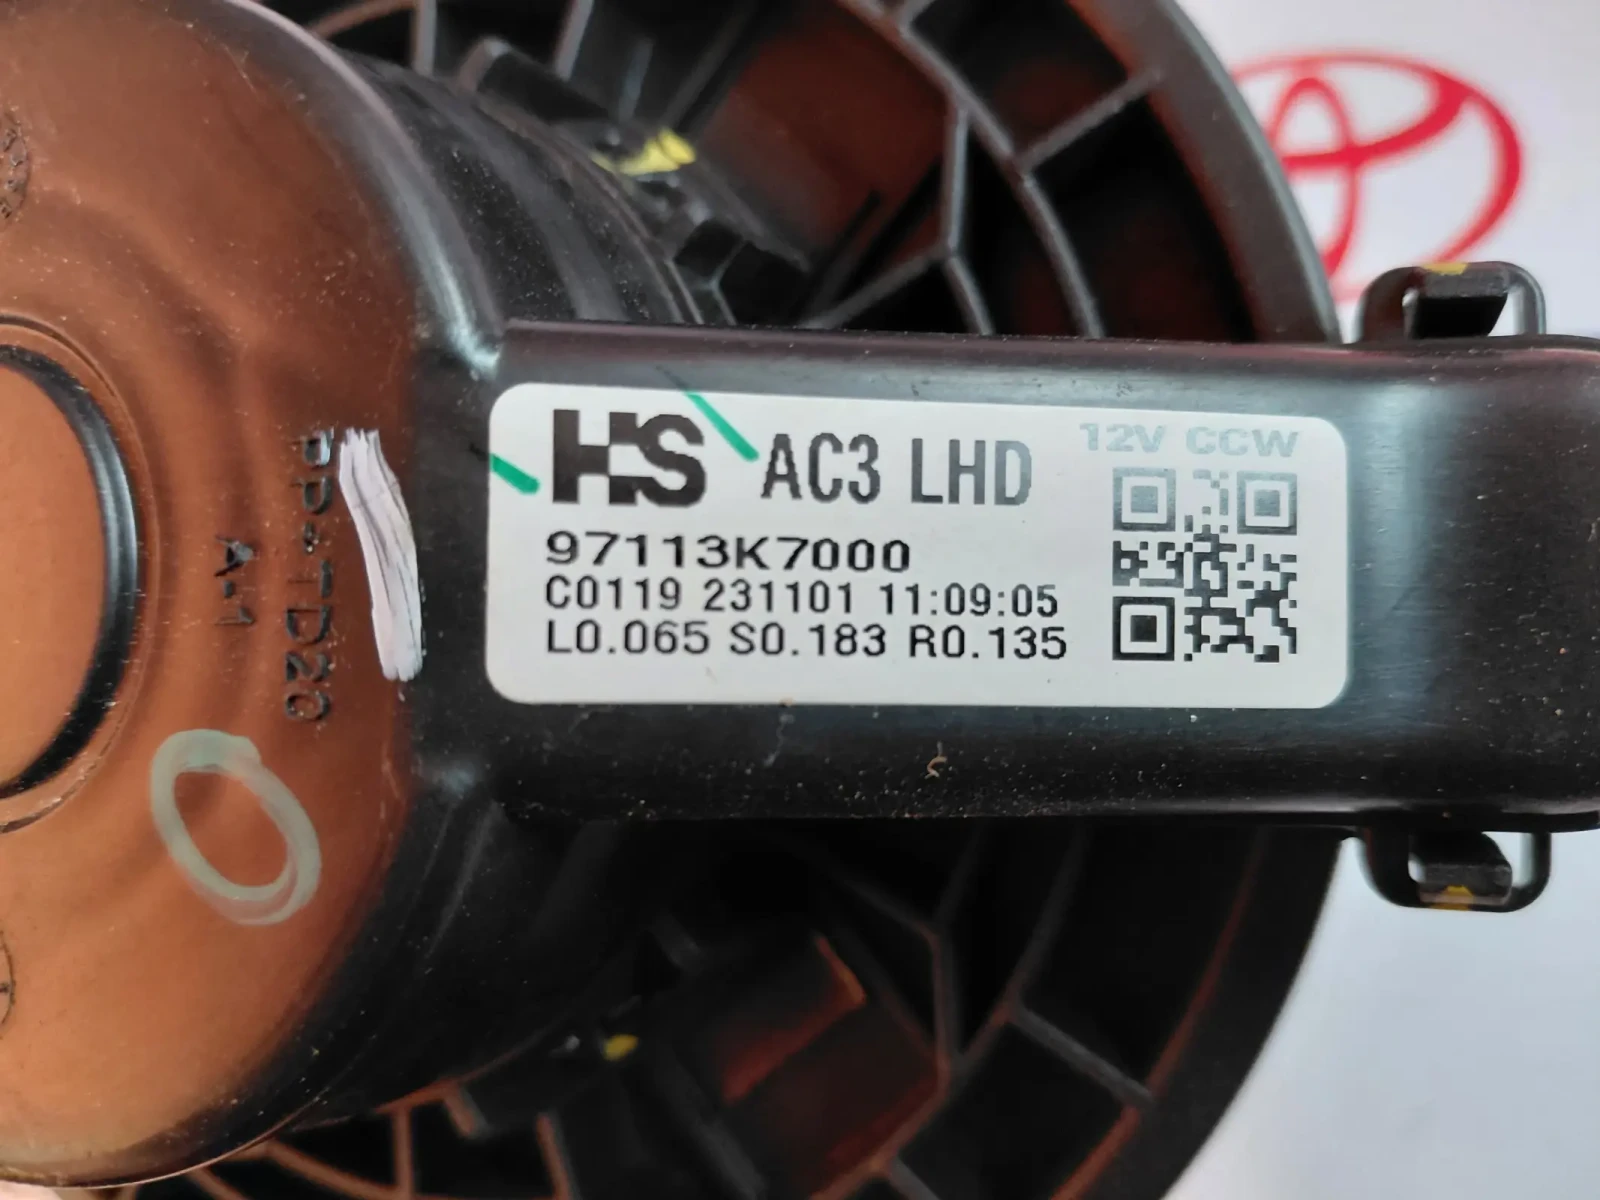 HS AC3 LHD 12V CCW
97113K7000
C0119 231101 11:09:05
L0.065 S0.183 R0.135
PP-TD20
A-1